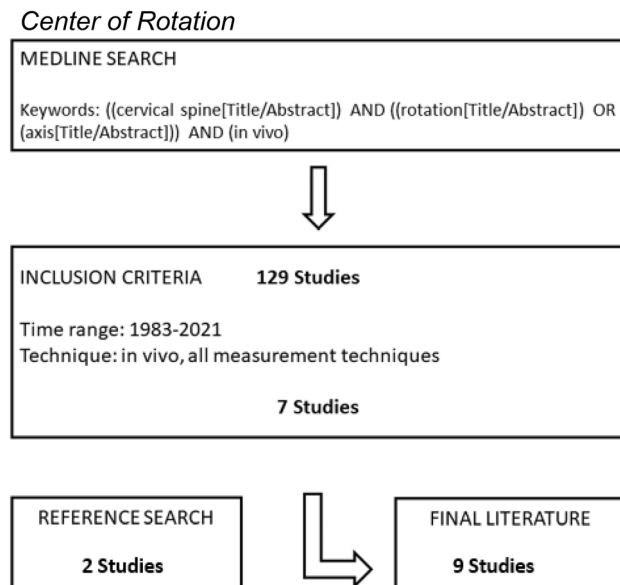 Center of Rotation
MEDLINE SEARCH
Keywords: ((cervical spine[Title/Abstract]) AND ((rotation[Title/Abstract]) OR
(axis[Title/Abstract])) AND (in vivo)
INCLUSION CRITERIA 129 Studies
Time range: 1983-2021
Technique: in vivo, all measurement techniques
7 Studies
REFERENCE SEARCH
2 Studies
FINAL LITERATURE
9 Studies